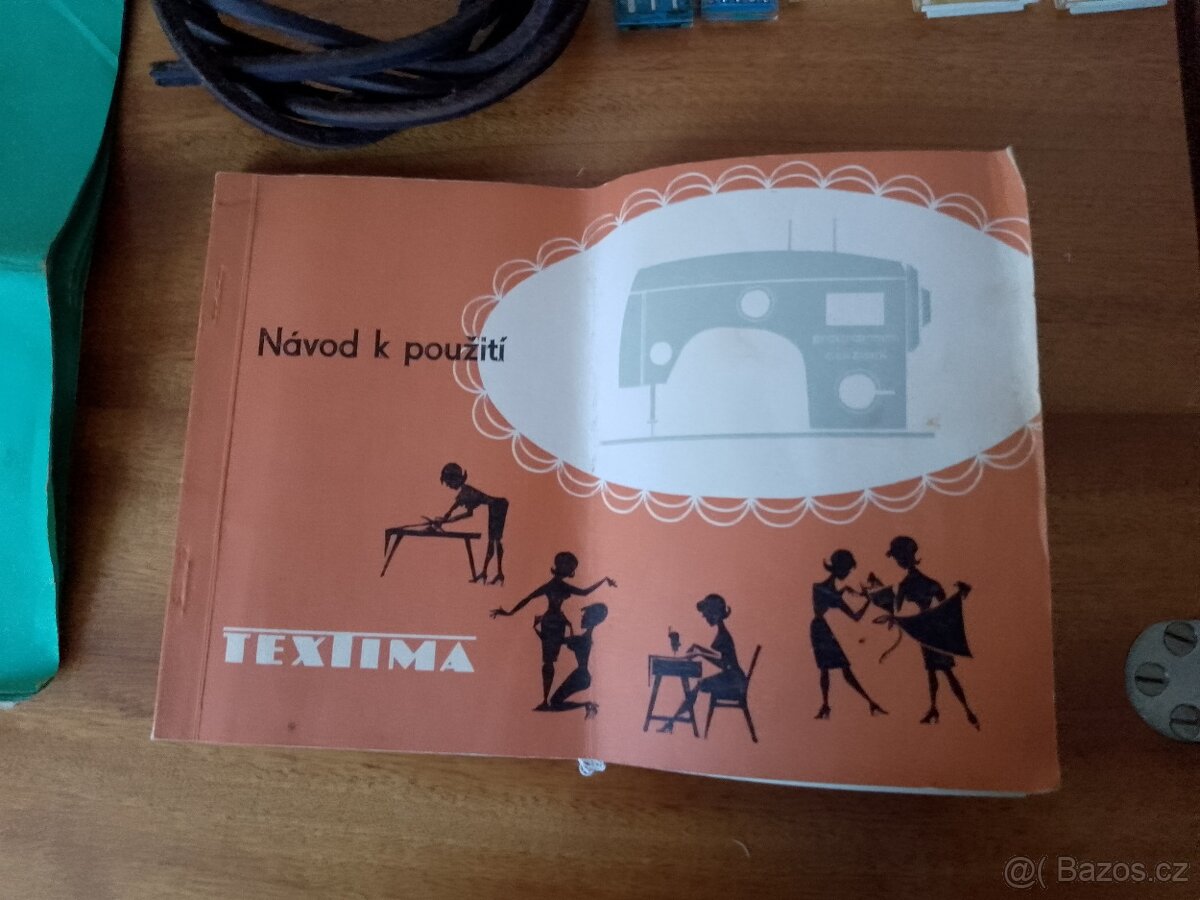 Návod k použití
TEXTIMA
@( Bazos.cz